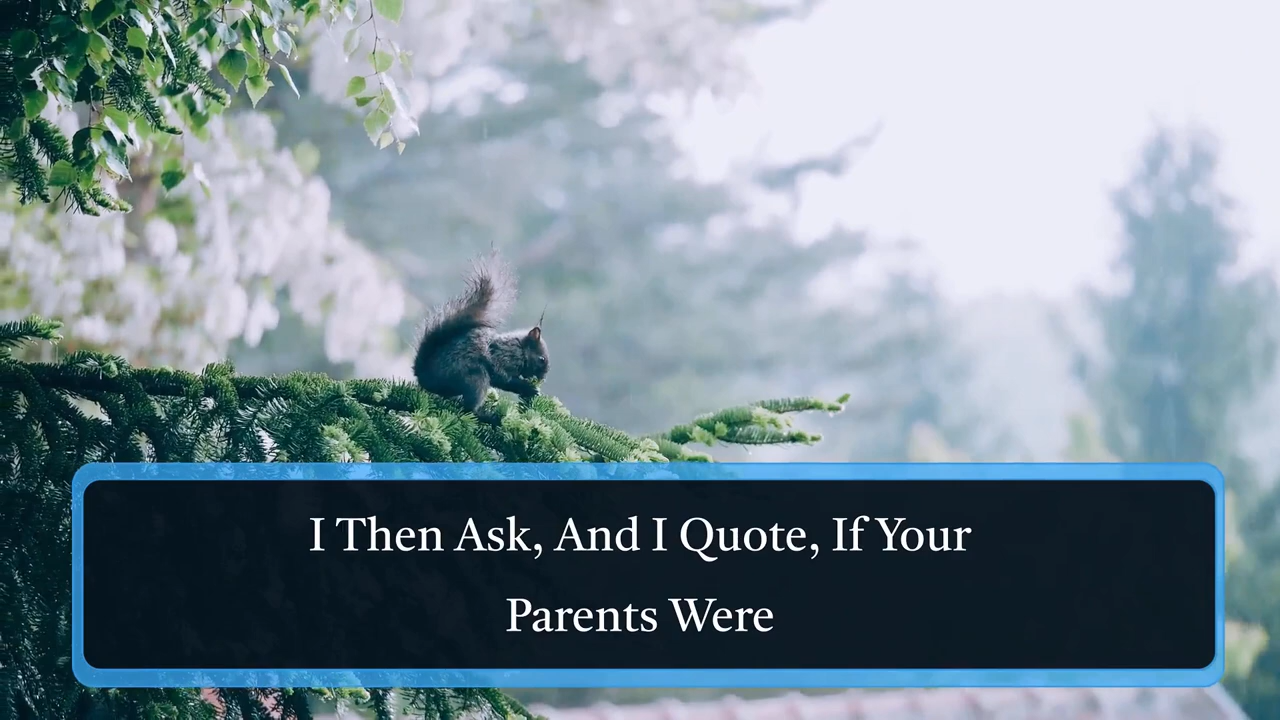 I Then Ask, And I Quote, If Your
Parents Were